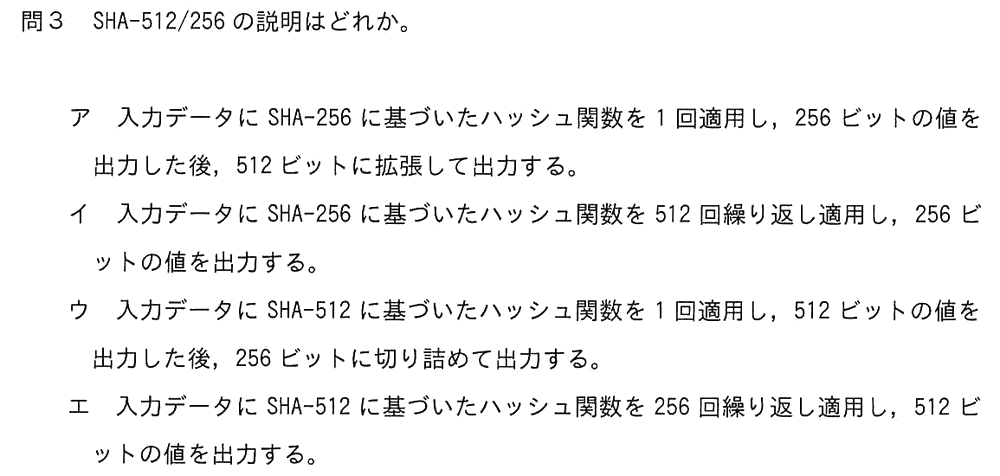 問3 SHA-512/256 の説明はどれか。
ア 入力データに SHA-256 に基づいたハッシュ関数を 1 回適用し，256 ビットの値を
出力した後，512 ビットに拡張して出力する。
イ 入力データに SHA-256 に基づいたハッシュ関数を 512 回繰り返し適用し，256 ビ
ットの値を出力する。
ウ 入力データに SHA-512 に基づいたハッシュ関数を 1 回適用し，512 ビットの値を
出力した後，256 ビットに切り詰めて出力する。
エ 入力データに SHA-512 に基づいたハッシュ関数を 256 回繰り返し適用し，512 ビ
ットの値を出力する。